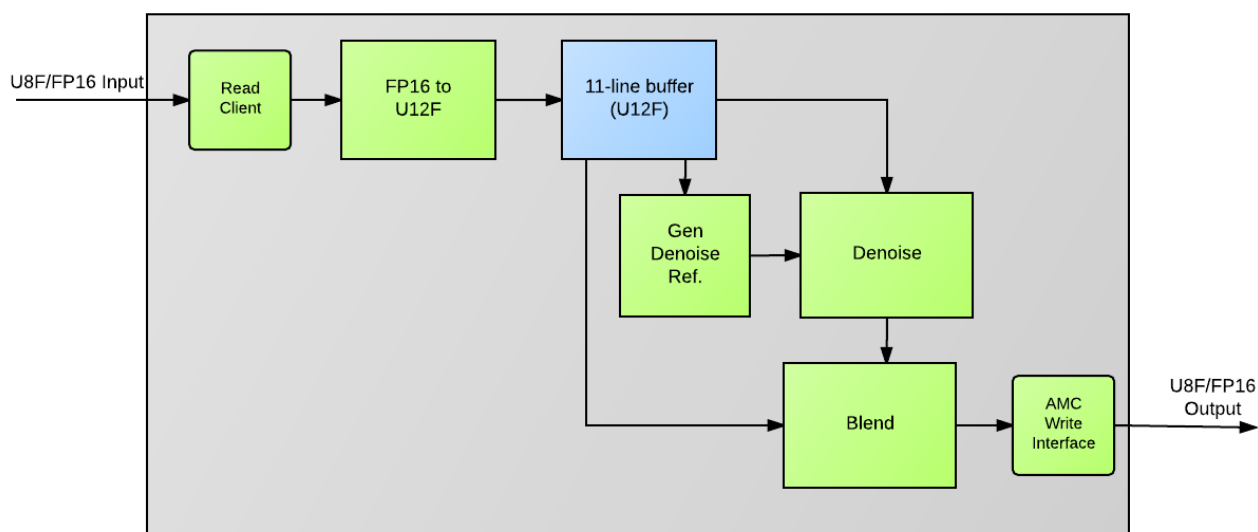 U8F/FP16 Input
Read
Client
FP16 to
U12F
11-line buffer
(U12F)
Gen
Denoise
Ref.
Denoise
Blend
AMC
Write
Interface
U8F/FP16
Output